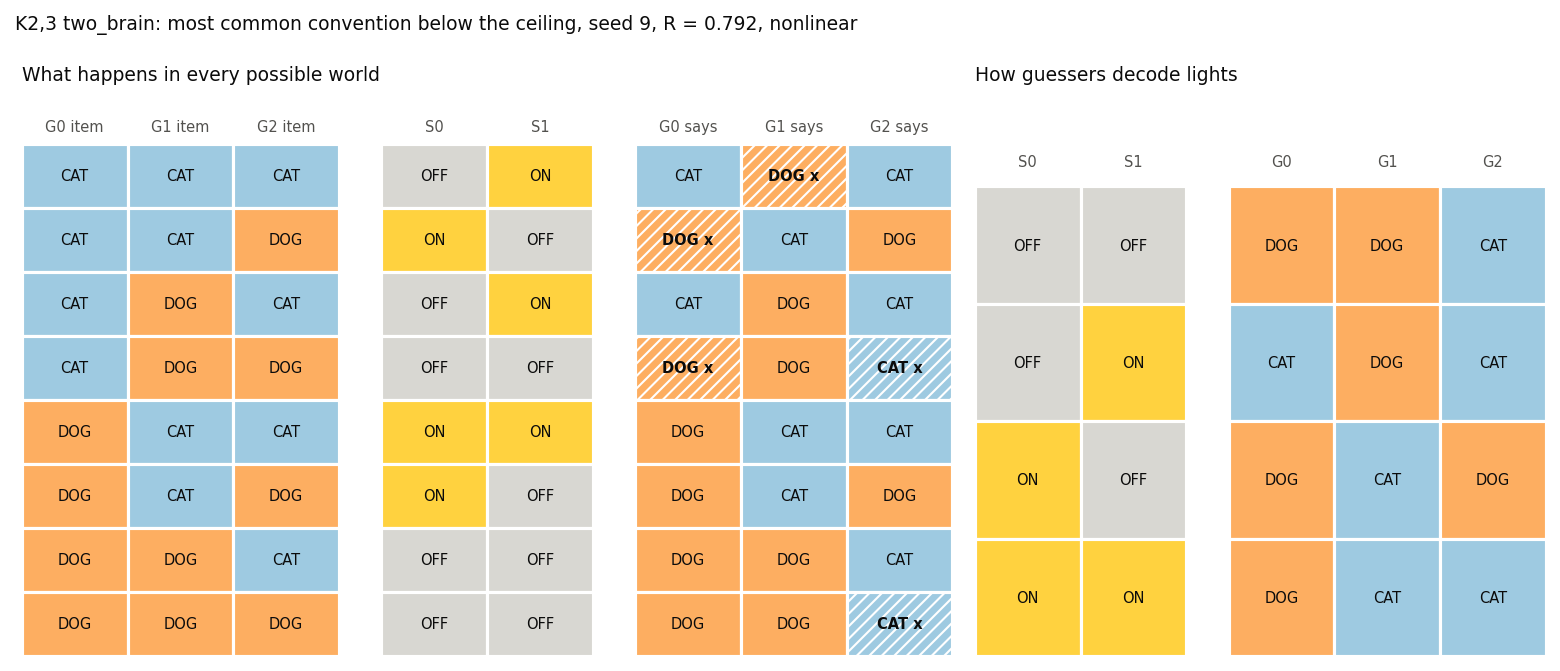 K2,3 two_brain: most common convention below the ceiling, seed 9, R = 0.792, nonlinear
What happens in every possible world
G0 item G1 item G2 item S0 S1 G0 says G1 says G2 says
CAT CAT CAT OFF ON CAT DOG x CAT
CAT CAT DOG ON OFF DOG x CAT DOG
CAT DOG CAT OFF ON CAT DOG CAT
CAT DOG DOG OFF OFF DOG x DOG CAT x
DOG CAT CAT ON ON DOG CAT CAT
DOG CAT DOG ON OFF DOG CAT DOG
DOG DOG CAT OFF OFF DOG DOG CAT
DOG DOG DOG OFF OFF DOG DOG CAT x
How guessers decode lights
S0 S1 G0 G1 G2
OFF OFF DOG DOG CAT
OFF ON CAT DOG CAT
ON OFF DOG CAT DOG
ON ON DOG CAT CAT